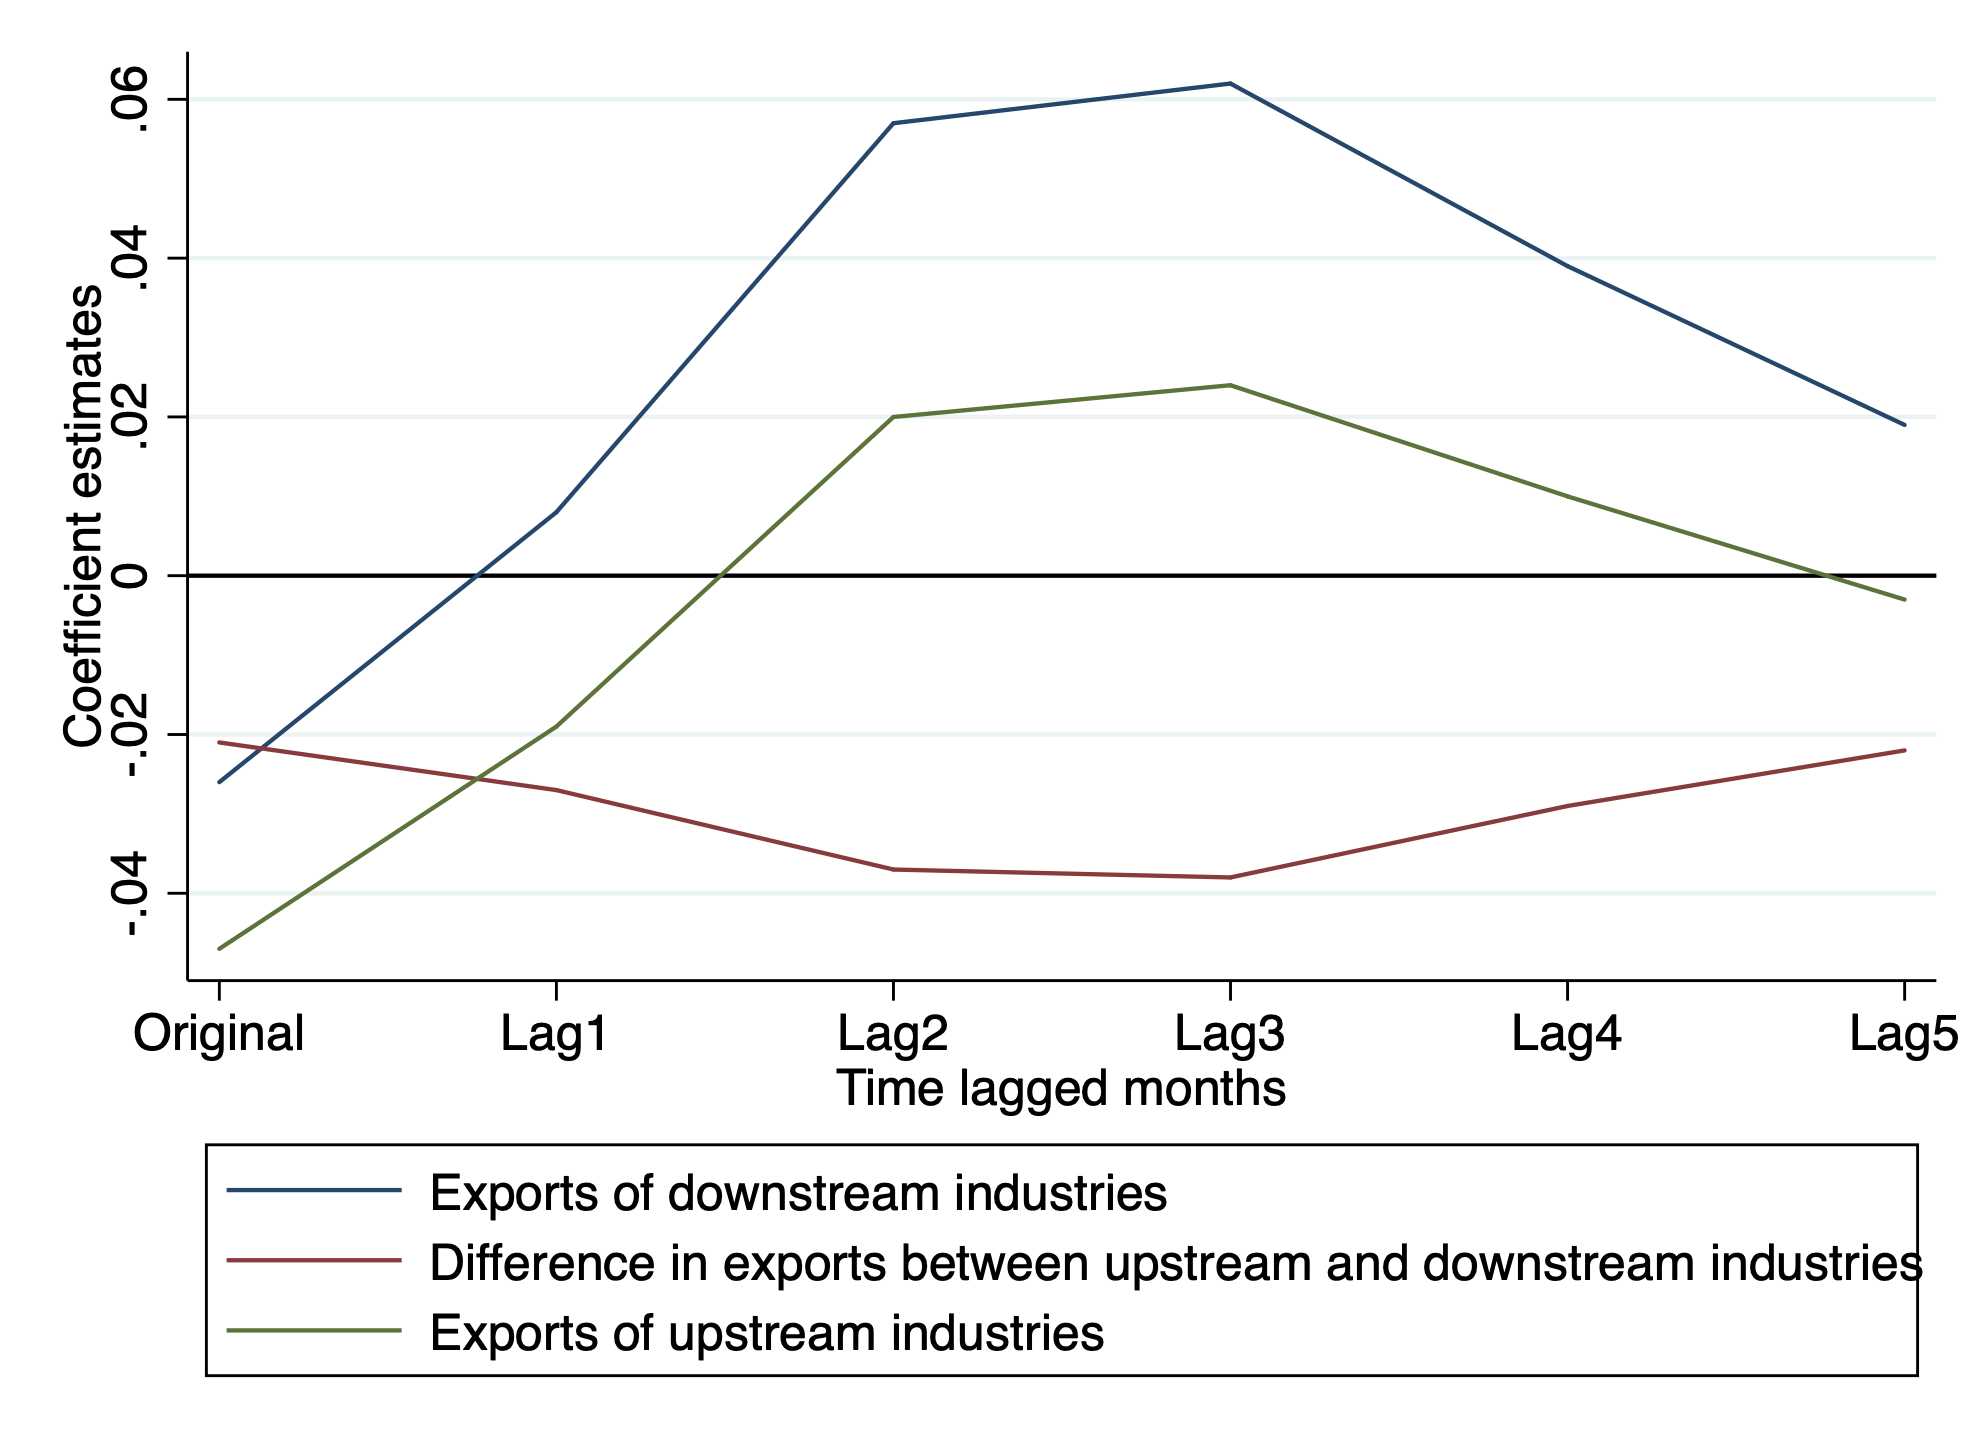 Coefficient estimates
.06
.04
.02
0
-.02
-.04
Original Lag1 Lag2 Lag3 Lag4 Lag5
Time lagged months
Exports of downstream industries
Difference in exports between upstream and downstream industries
Exports of upstream industries